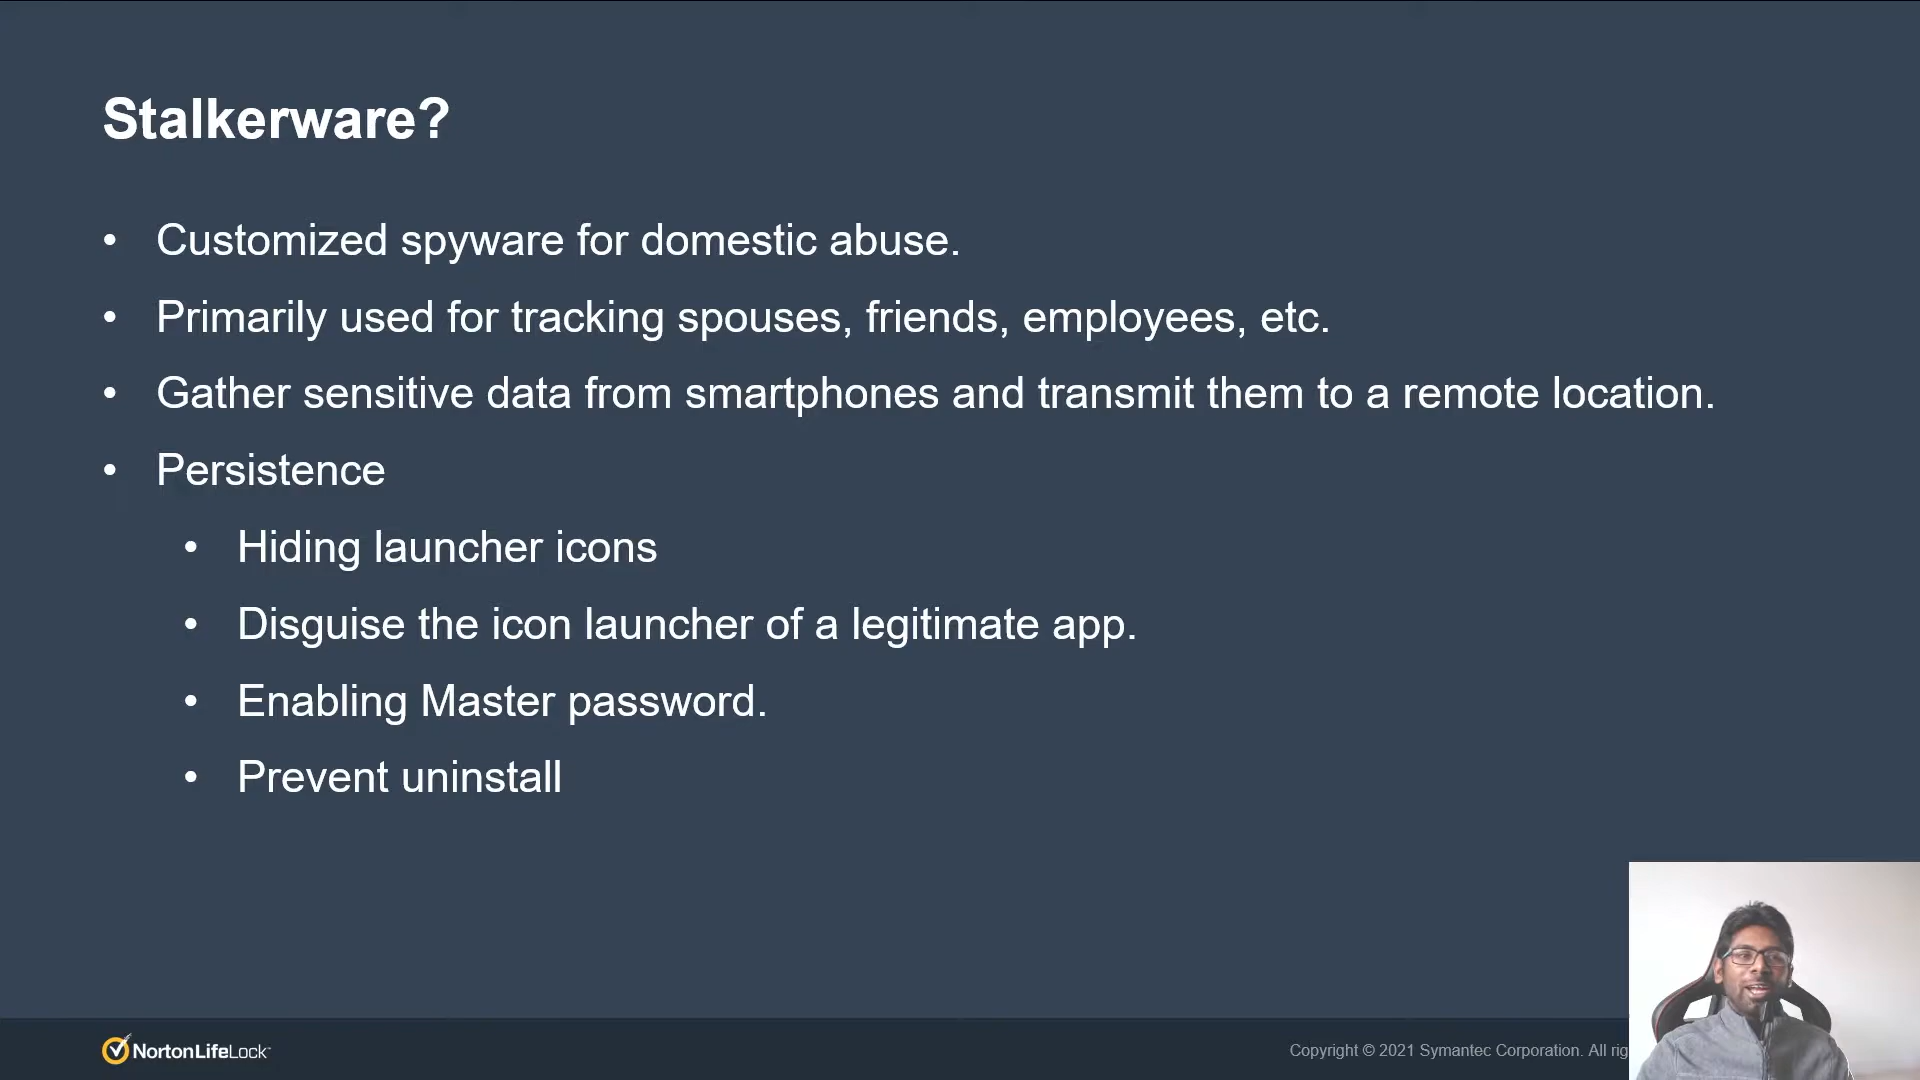 Stalkerware?
• Customized spyware for domestic abuse.
• Primarily used for tracking spouses, friends, employees, etc.
• Gather sensitive data from smartphones and transmit them to a remote location.
• Persistence
• Hiding launcher icons
• Disguise the icon launcher of a legitimate app.
• Enabling Master password.
• Prevent uninstall
NortonLifeLock
Copyright © 2021 Symantec Corporation. All rig